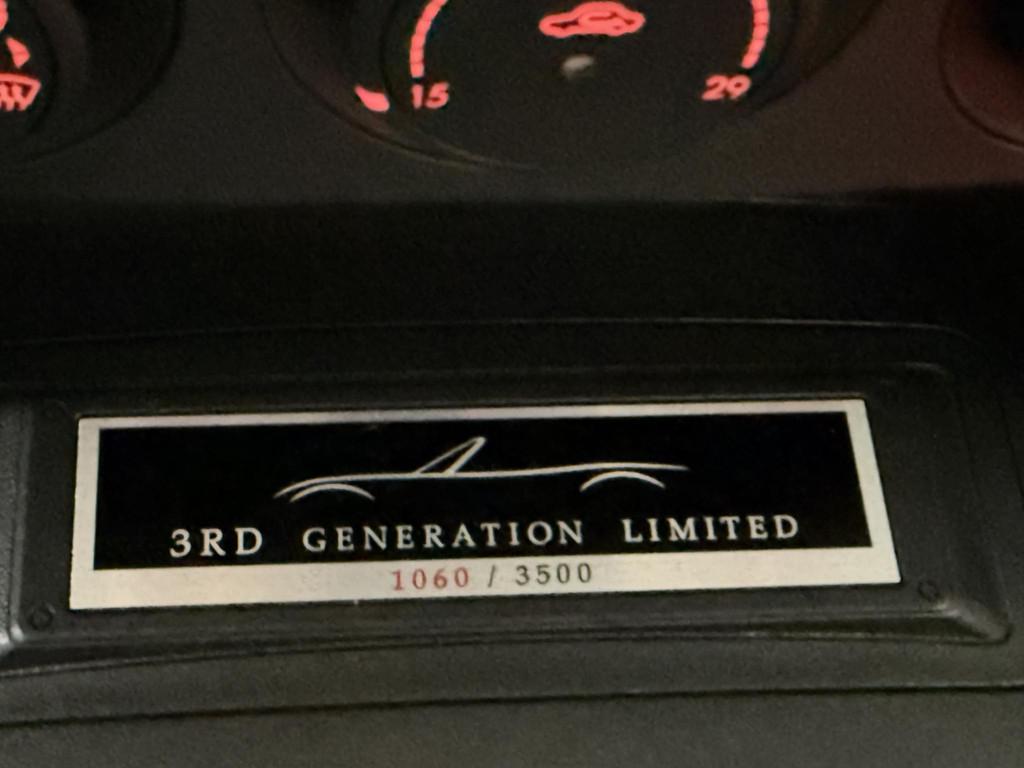 15 29
3RD GENERATION LIMITED
1060 / 3500